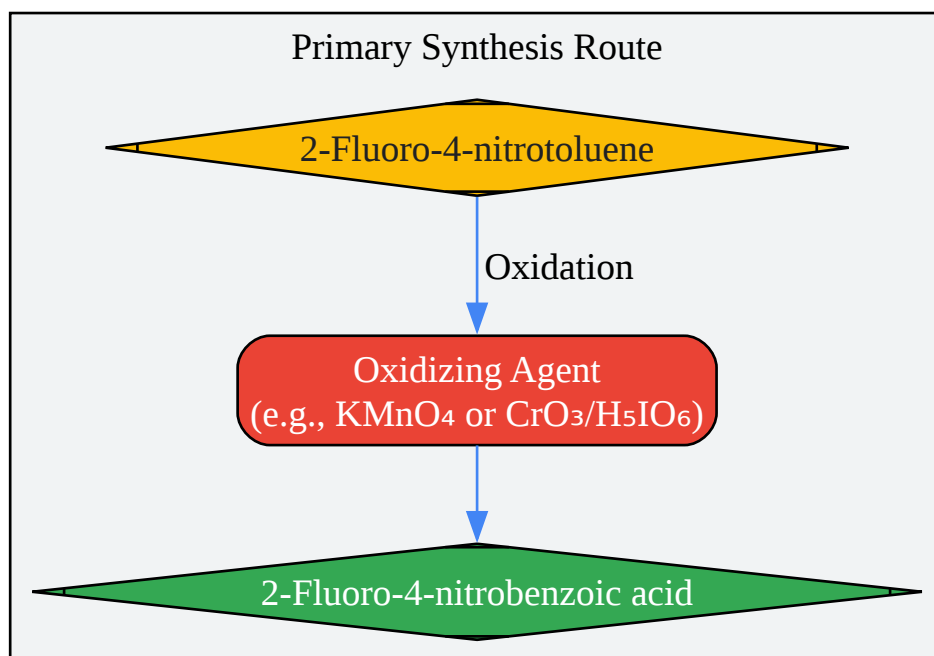 Primary Synthesis Route
2-Fluoro-4-nitrotoluene
Oxidation
Oxidizing Agent
(e.g., KMnO₄ or CrO₃/H₅IO₆)
2-Fluoro-4-nitrobenzoic acid